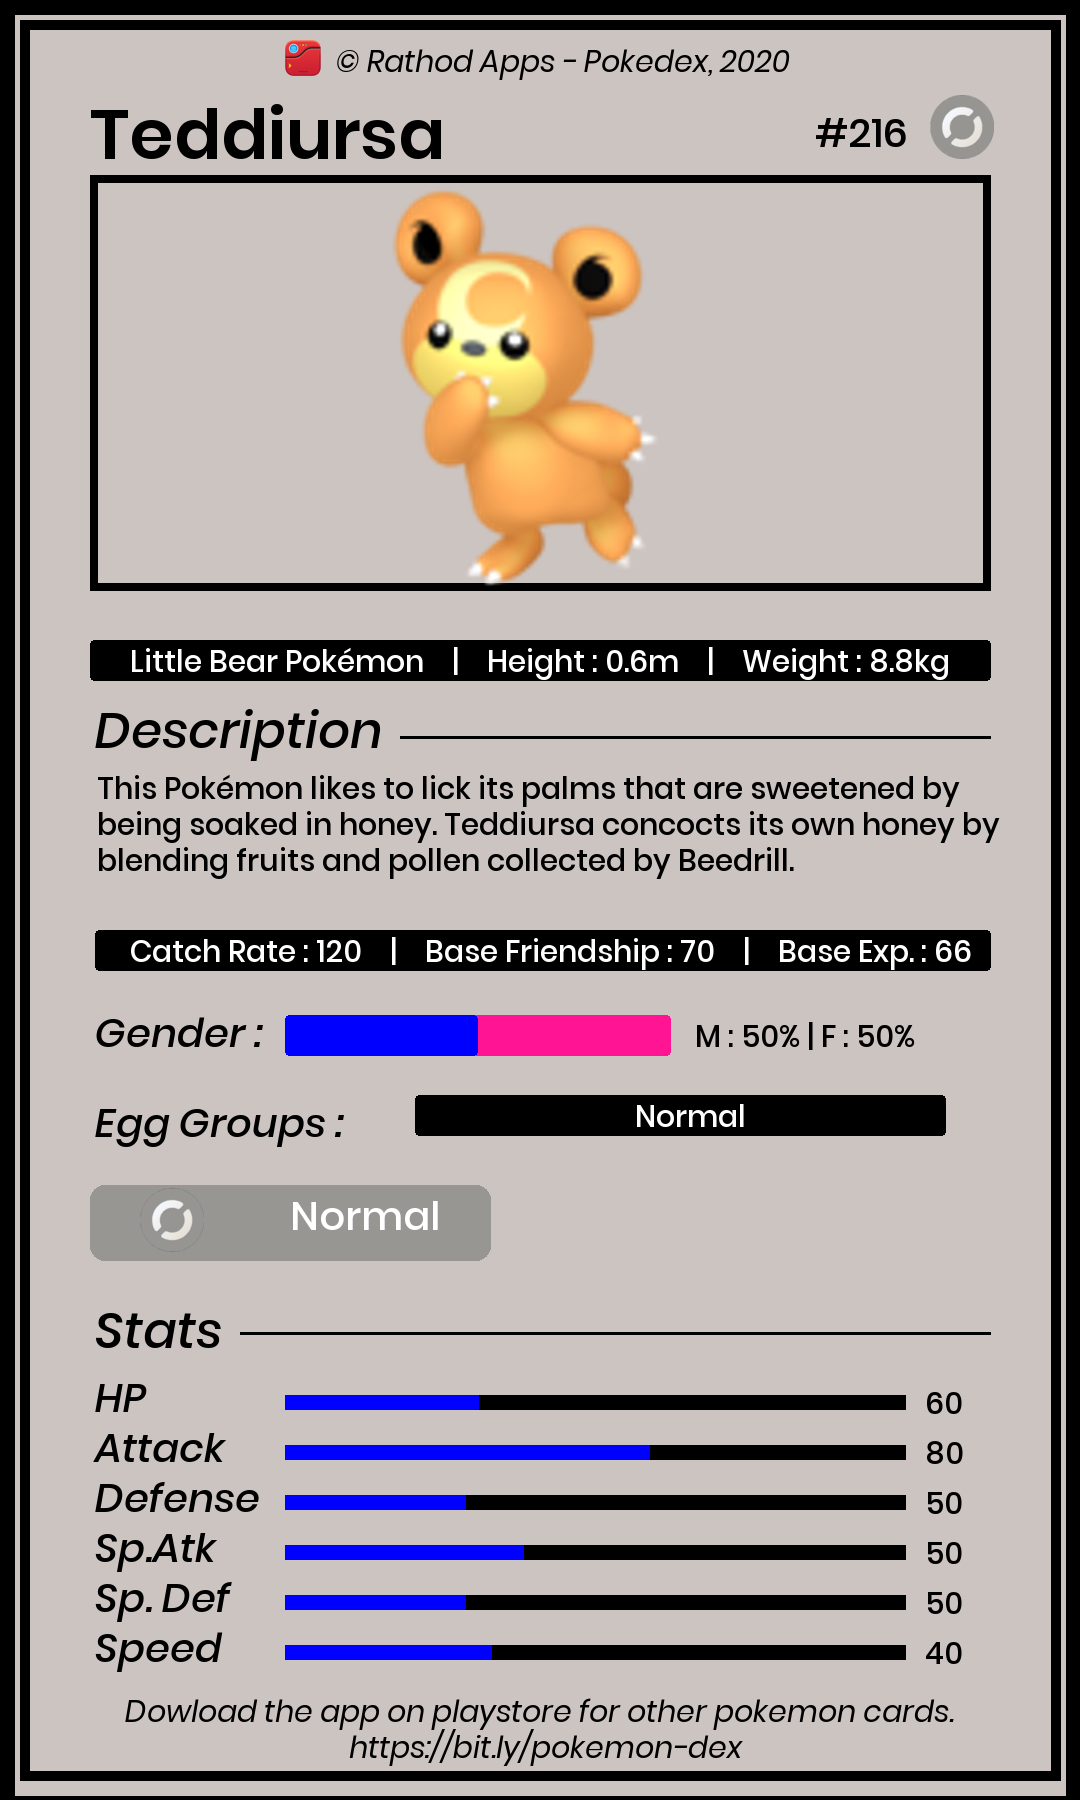 © Rathod Apps - Pokedex, 2020
Teddiursa #216
Little Bear Pokémon | Height : 0.6m | Weight : 8.8kg
Description
This Pokémon likes to lick its palms that are sweetened by
being soaked in honey. Teddiursa concocts its own honey by
blending fruits and pollen collected by Beedrill.
Catch Rate : 120 | Base Friendship : 70 | Base Exp. : 66
Gender : M : 50% | F : 50%
Egg Groups : Normal
Normal
Stats
HP 60
Attack 80
Defense 50
Sp.Atk 50
Sp. Def 50
Speed 40
Dowload the app on playstore for other pokemon cards.
https://bit.ly/pokemon-dex